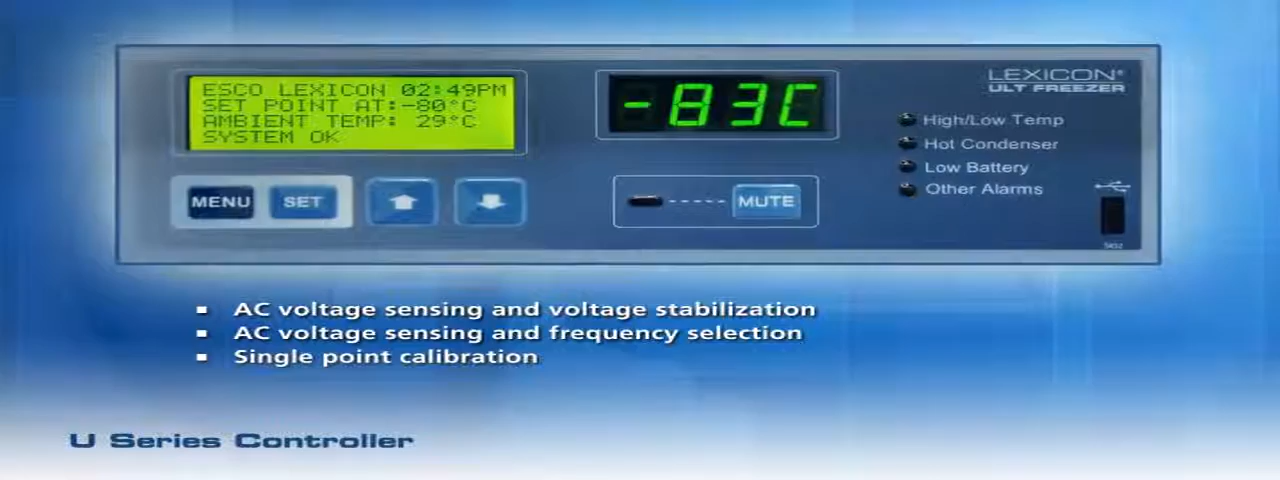 ESCO LEXICON 02:49PM
SET POINT AT:-80°C
AMBIENT TEMP: 29°C
SYSTEM OK
-83C
LEXICON®
ULT FREEZER
High/Low Temp
Hot Condenser
Low Battery
Other Alarms
MENU
SET
MUTE
AC voltage sensing and voltage stabilization
AC voltage sensing and frequency selection
Single point calibration
U Series Controller